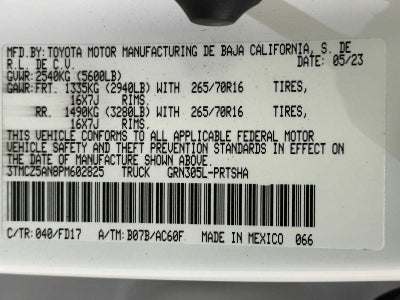 MFD.BY:TOYOTA MOTOR MANUFACTURING DE BAJA CALIFORNIA, S. DE
R.L. DE C.V. DATE: 05/23
GVWR:2540KG (5600LB)
GAWR:FRT. 1335KG (2940LB) WITH 265/70R16 TIRES,
16X7J RIMS.
RR. 1490KG (3280LB) WITH 265/70R16 TIRES,
16X7J RIMS.
THIS VEHICLE CONFORMS TO ALL APPLICABLE FEDERAL MOTOR
VEHICLE SAFETY AND THEFT PREVENTION STANDARDS IN EFFECT ON
THE DATE OF MANUFACTURE SHOWN ABOVE.
3TMCZ5AN8PM602825 TRUCK GRN305L-PRTSHA
C/TR: 040/FD17 A/TM: B07B/AC60F MADE IN MEXICO 066